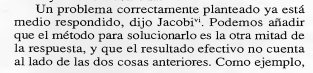 Un problema correctamente planteado ya está
medio respondido, dijo Jacobiᵛⁱ. Podemos añadir
que el método para solucionarlo es la otra mitad de
la respuesta, y que el resultado efectivo no cuenta
al lado de las dos cosas anteriores. Como ejemplo,